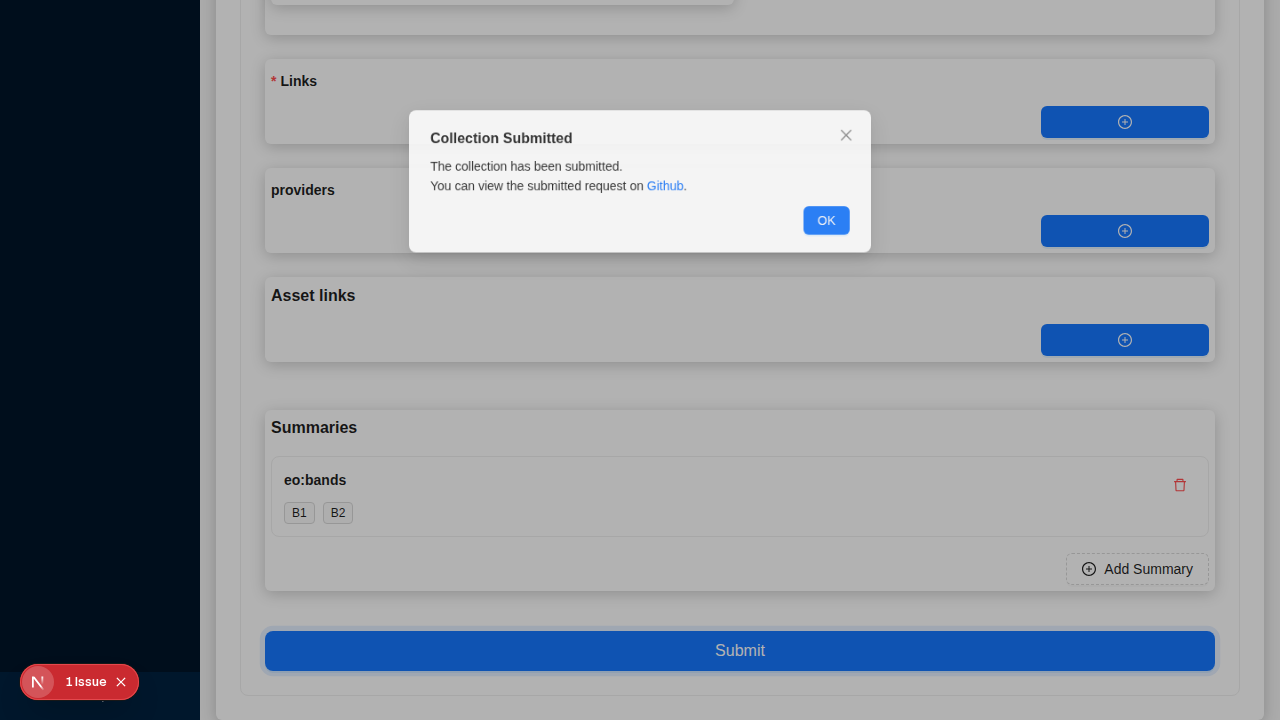 * Links
Collection Submitted
The collection has been submitted.
You can view the submitted request on Github.
OK
providers
Asset links
Summaries
eo:bands
B1 B2
Add Summary
Submit
N 1 Issue